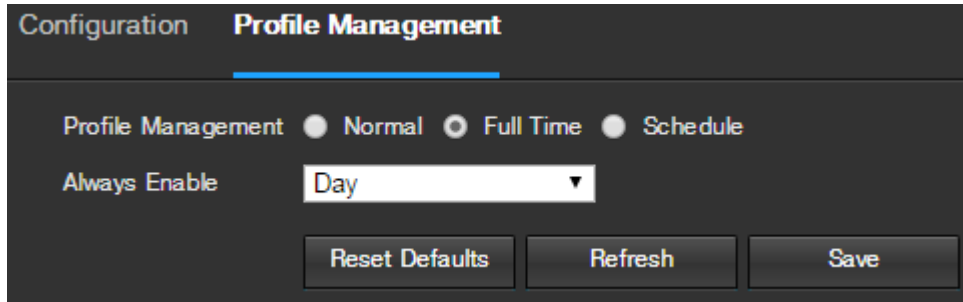 Configuration Profile Management
Profile Management Normal Full Time Schedule
Always Enable Day
Reset Defaults Refresh Save